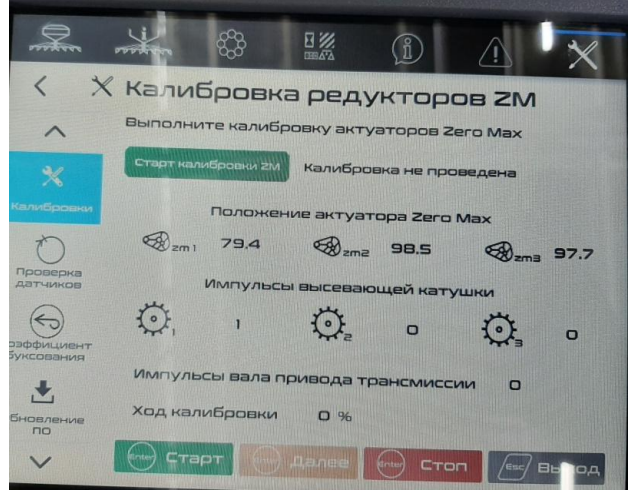 Калибровка редукторов ZM
Выполните калибровку актуаторов Zero Max
Старт калибровки ZM
Калибровка не проведена
Калибровки
Положение актуатора Zero Max
zm1 79.4 zm2 98.5 zm3 97.7
Проверка
датчиков
Импульсы высевающей катушки
1 1 2 0 3 0
эффициент
буксования
Импульсы вала привода трансмиссии 0
Ход калибровки 0 %
бновление
ПО
Enter Старт Enter Далее Enter Стоп Esc